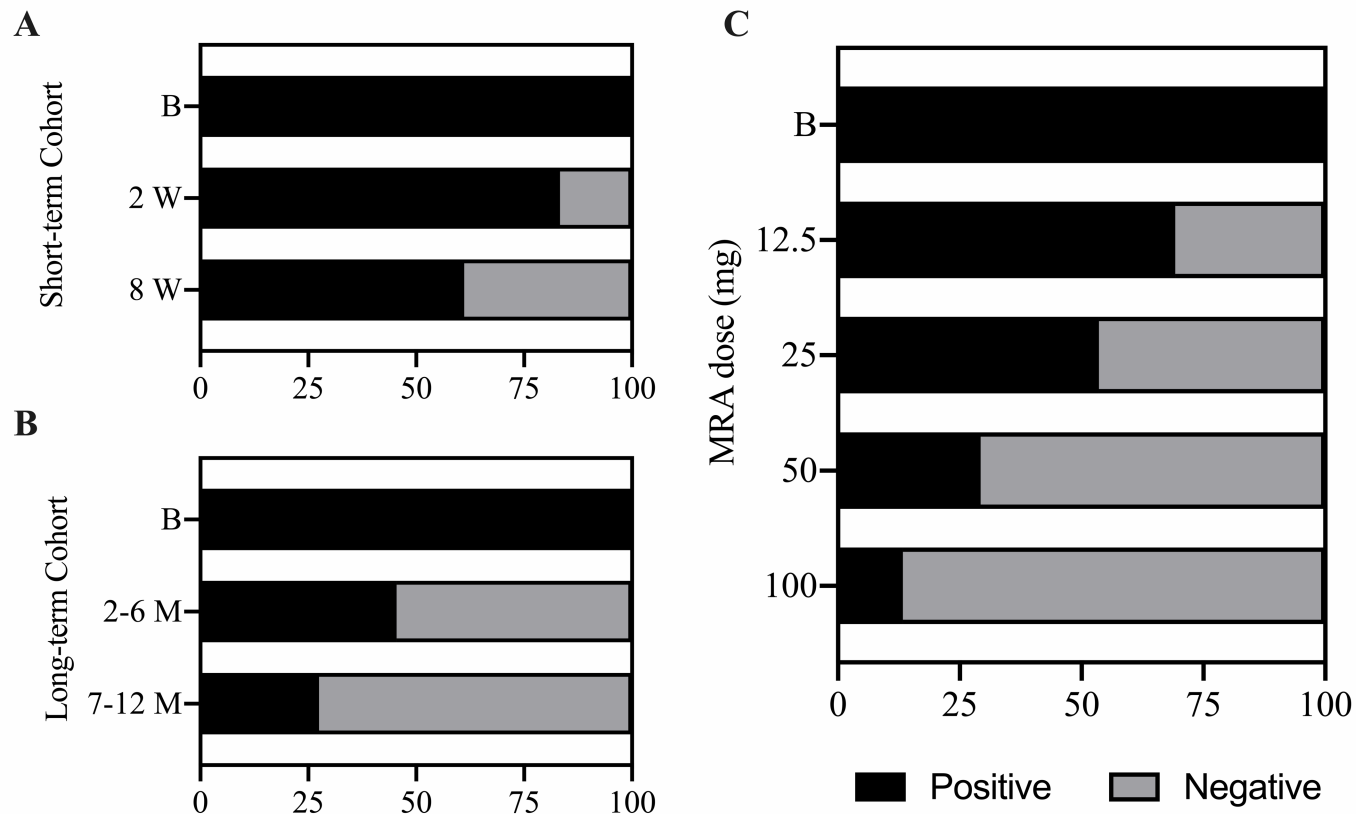 A
Short-term Cohort
B
2 W
8 W
0 25 50 75 100
B
Long-term Cohort
B
2-6 M
7-12 M
0 25 50 75 100
C
MRA dose (mg)
B
12.5
25
50
100
0 25 50 75 100
Positive Negative